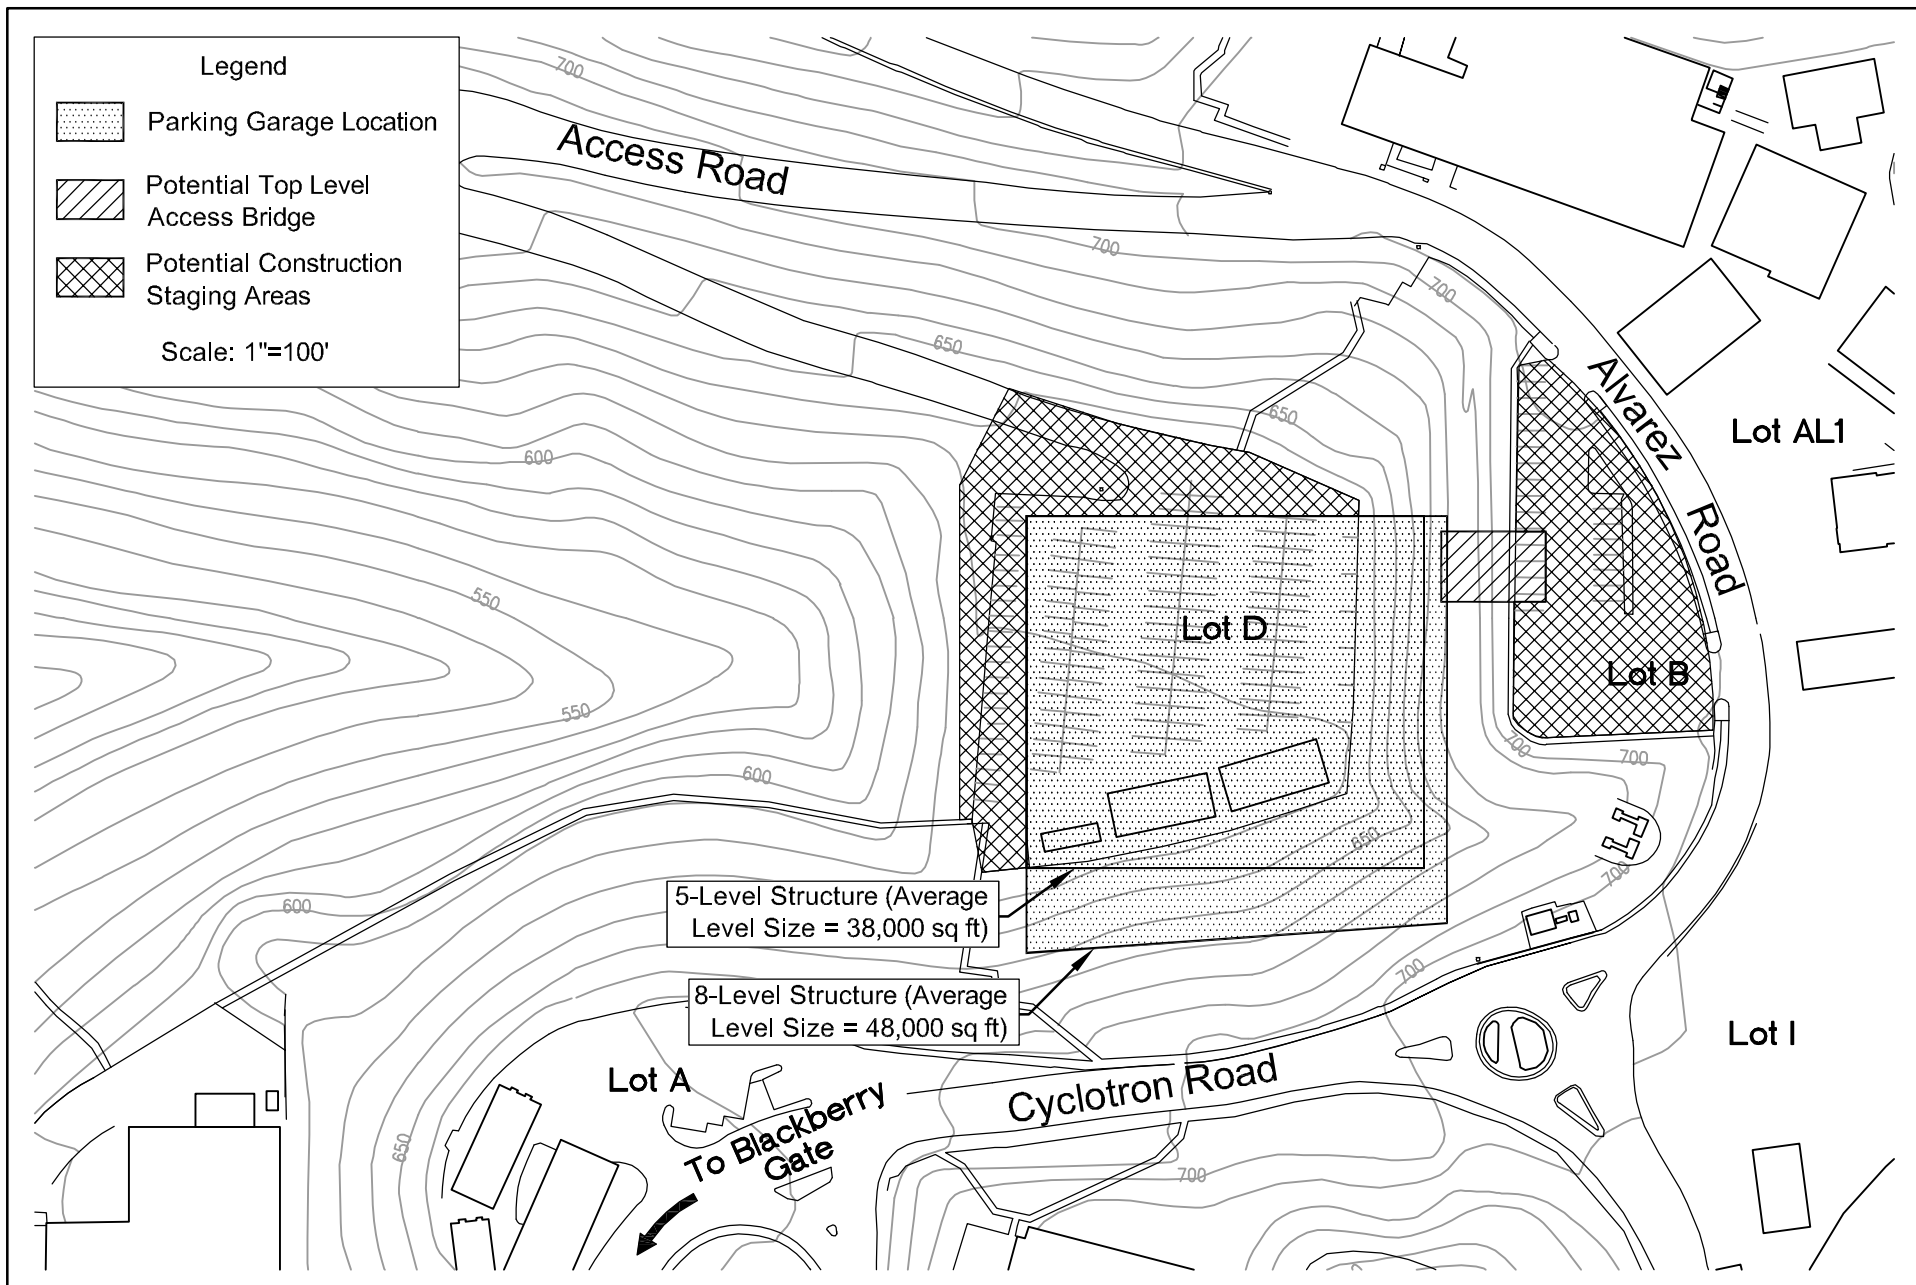 Legend
Parking Garage Location
Potential Top Level
Access Bridge
Potential Construction
Staging Areas
Scale: 1"=100'
700
Access Road
700
700
650
650
600
Alvarez
Road
Lot AL1
550
Lot D
Lot B
550
700
700
600
650
700
600
5-Level Structure (Average
Level Size = 38,000 sq ft)
700
8-Level Structure (Average
Level Size = 48,000 sq ft)
Lot I
Lot A
Cyclotron Road
To Blackberry
Gate
650
700